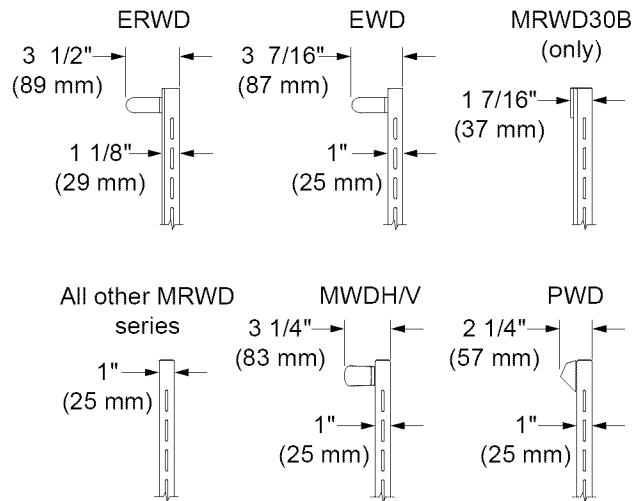 ERWD
3 1/2"
(89 mm)
1 1/8"
(29 mm)
EWD
3 7/16"
(87 mm)
1"
(25 mm)
MRWD30B
(only)
1 7/16"
(37 mm)
All other MRWD
series
1"
(25 mm)
MWDH/V
3 1/4"
(83 mm)
1"
(25 mm)
PWD
2 1/4"
(57 mm)
1"
(25 mm)